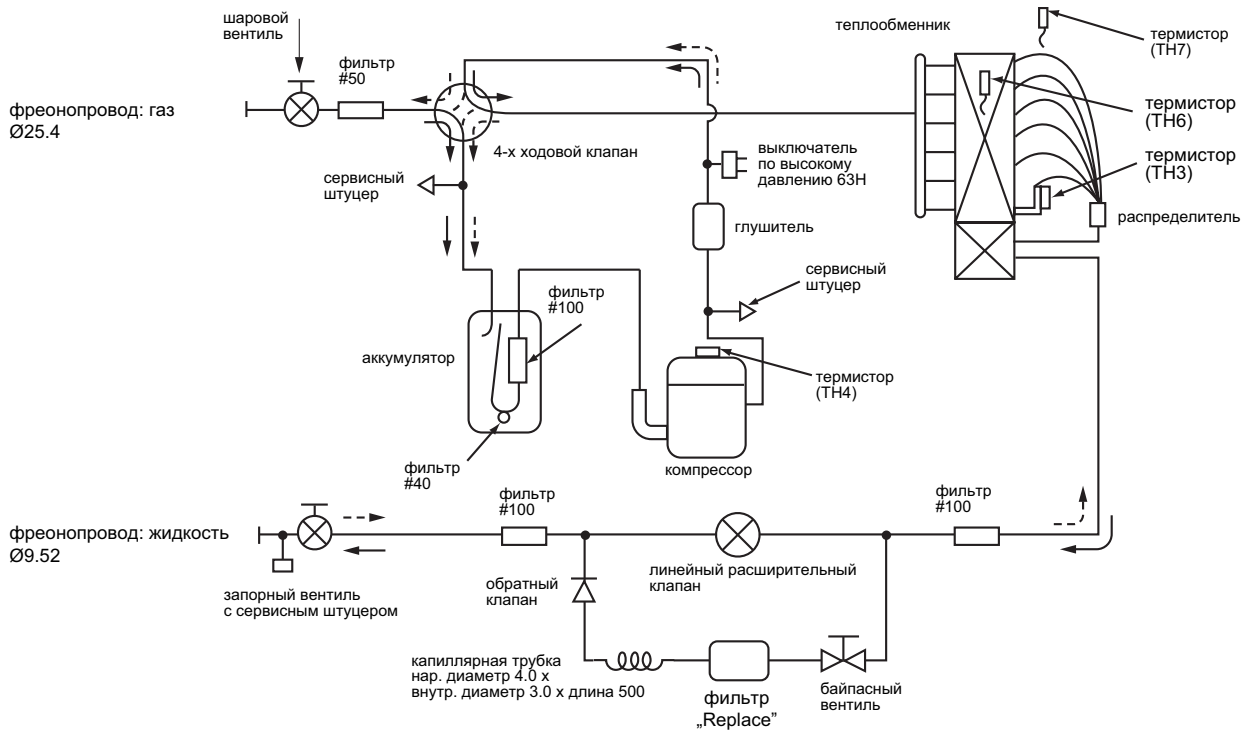 шаровой
вентиль
фильтр
#50
фреонопровод: газ
Ø25.4
4-х ходовой клапан
сервисный
штуцер
выключатель
по высокому
давлению 63H
глушитель
сервисный
штуцер
теплообменник
термистор
(TH7)
термистор
(TH6)
термистор
(TH3)
распределитель
фильтр
#100
аккумулятор
фильтр
#40
термистор
(TH4)
компрессор
фреонопровод: жидкость
Ø9.52
запорный вентиль
с сервисным штуцером
фильтр
#100
обратный
клапан
линейный расширительный
клапан
фильтр
#100
капиллярная трубка
нар. диаметр 4.0 x
внутр. диаметр 3.0 x длина 500
фильтр
„Replace”
байпасный
вентиль